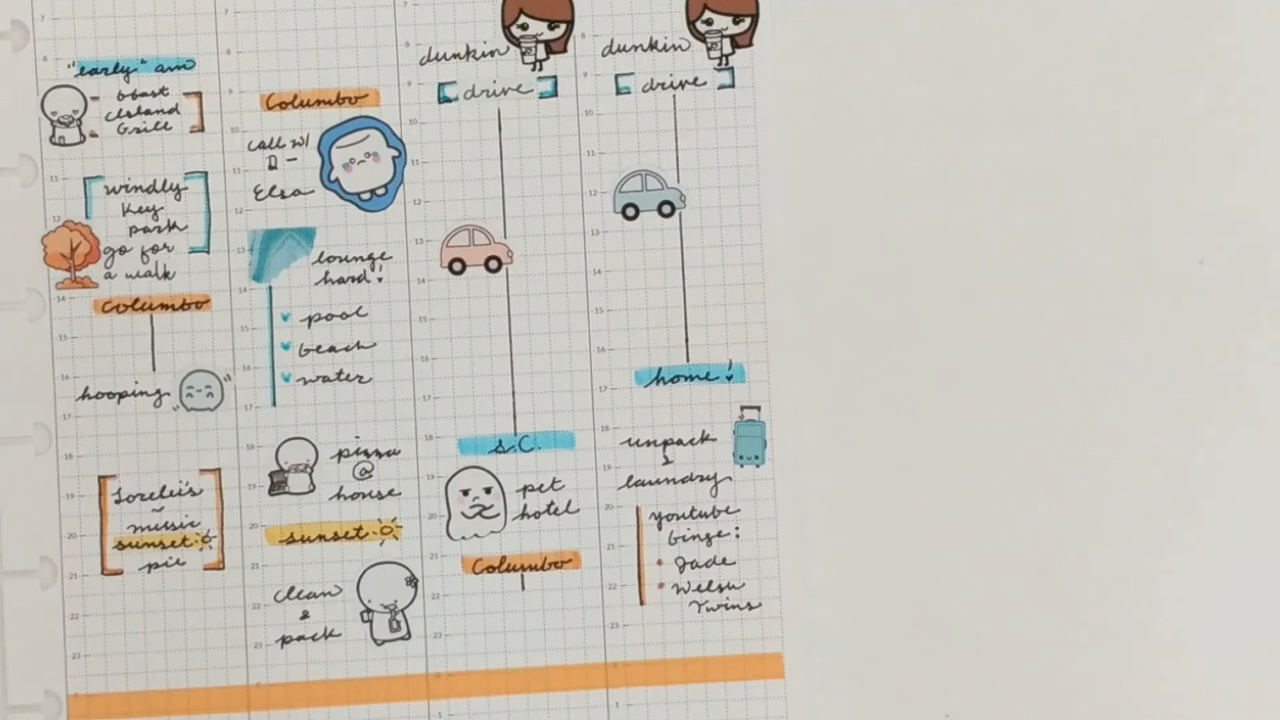 "early" am
Island
Grill
windly
key
park
go for
a walk
Columbo
hooping
Lorelei's
~
music
sunset
pie
Columbo
call w/
Elsa
lounge
hard!
pool
beach
water
pizza
@
house
sunset
clean
&
pack
dunkin
drive
S.C.
pet
hotel
Columbo
dunkin
drive
home!
unpack
&
laundry
youtube
binge:
• Jade
• Welsh
Twins